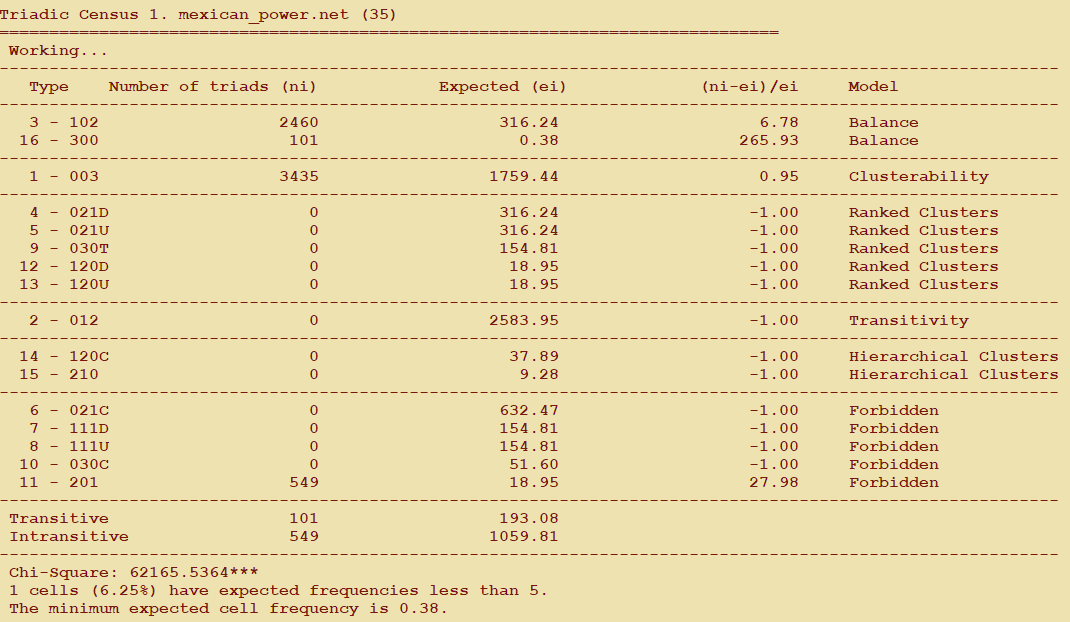 Triadic Census 1. mexican_power.net (35)
==============================================================================
Working...
----------------------------------------------------------------------------------------------------------
Type Number of triads (ni) Expected (ei) (ni-ei)/ei Model
----------------------------------------------------------------------------------------------------------
3 - 102 2460 316.24 6.78 Balance
16 - 300 101 0.38 265.93 Balance
----------------------------------------------------------------------------------------------------------
1 - 003 3435 1759.44 0.95 Clusterability
----------------------------------------------------------------------------------------------------------
4 - 021D 0 316.24 -1.00 Ranked Clusters
5 - 021U 0 316.24 -1.00 Ranked Clusters
9 - 030T 0 154.81 -1.00 Ranked Clusters
12 - 120D 0 18.95 -1.00 Ranked Clusters
13 - 120U 0 18.95 -1.00 Ranked Clusters
----------------------------------------------------------------------------------------------------------
2 - 012 0 2583.95 -1.00 Transitivity
----------------------------------------------------------------------------------------------------------
14 - 120C 0 37.89 -1.00 Hierarchical Clusters
15 - 210 0 9.28 -1.00 Hierarchical Clusters
----------------------------------------------------------------------------------------------------------
6 - 021C 0 632.47 -1.00 Forbidden
7 - 111D 0 154.81 -1.00 Forbidden
8 - 111U 0 154.81 -1.00 Forbidden
10 - 030C 0 51.60 -1.00 Forbidden
11 - 201 549 18.95 27.98 Forbidden
----------------------------------------------------------------------------------------------------------
Transitive 101 193.08
Intransitive 549 1059.81
----------------------------------------------------------------------------------------------------------
Chi-Square: 62165.5364***
1 cells (6.25%) have expected frequencies less than 5.
The minimum expected cell frequency is 0.38.